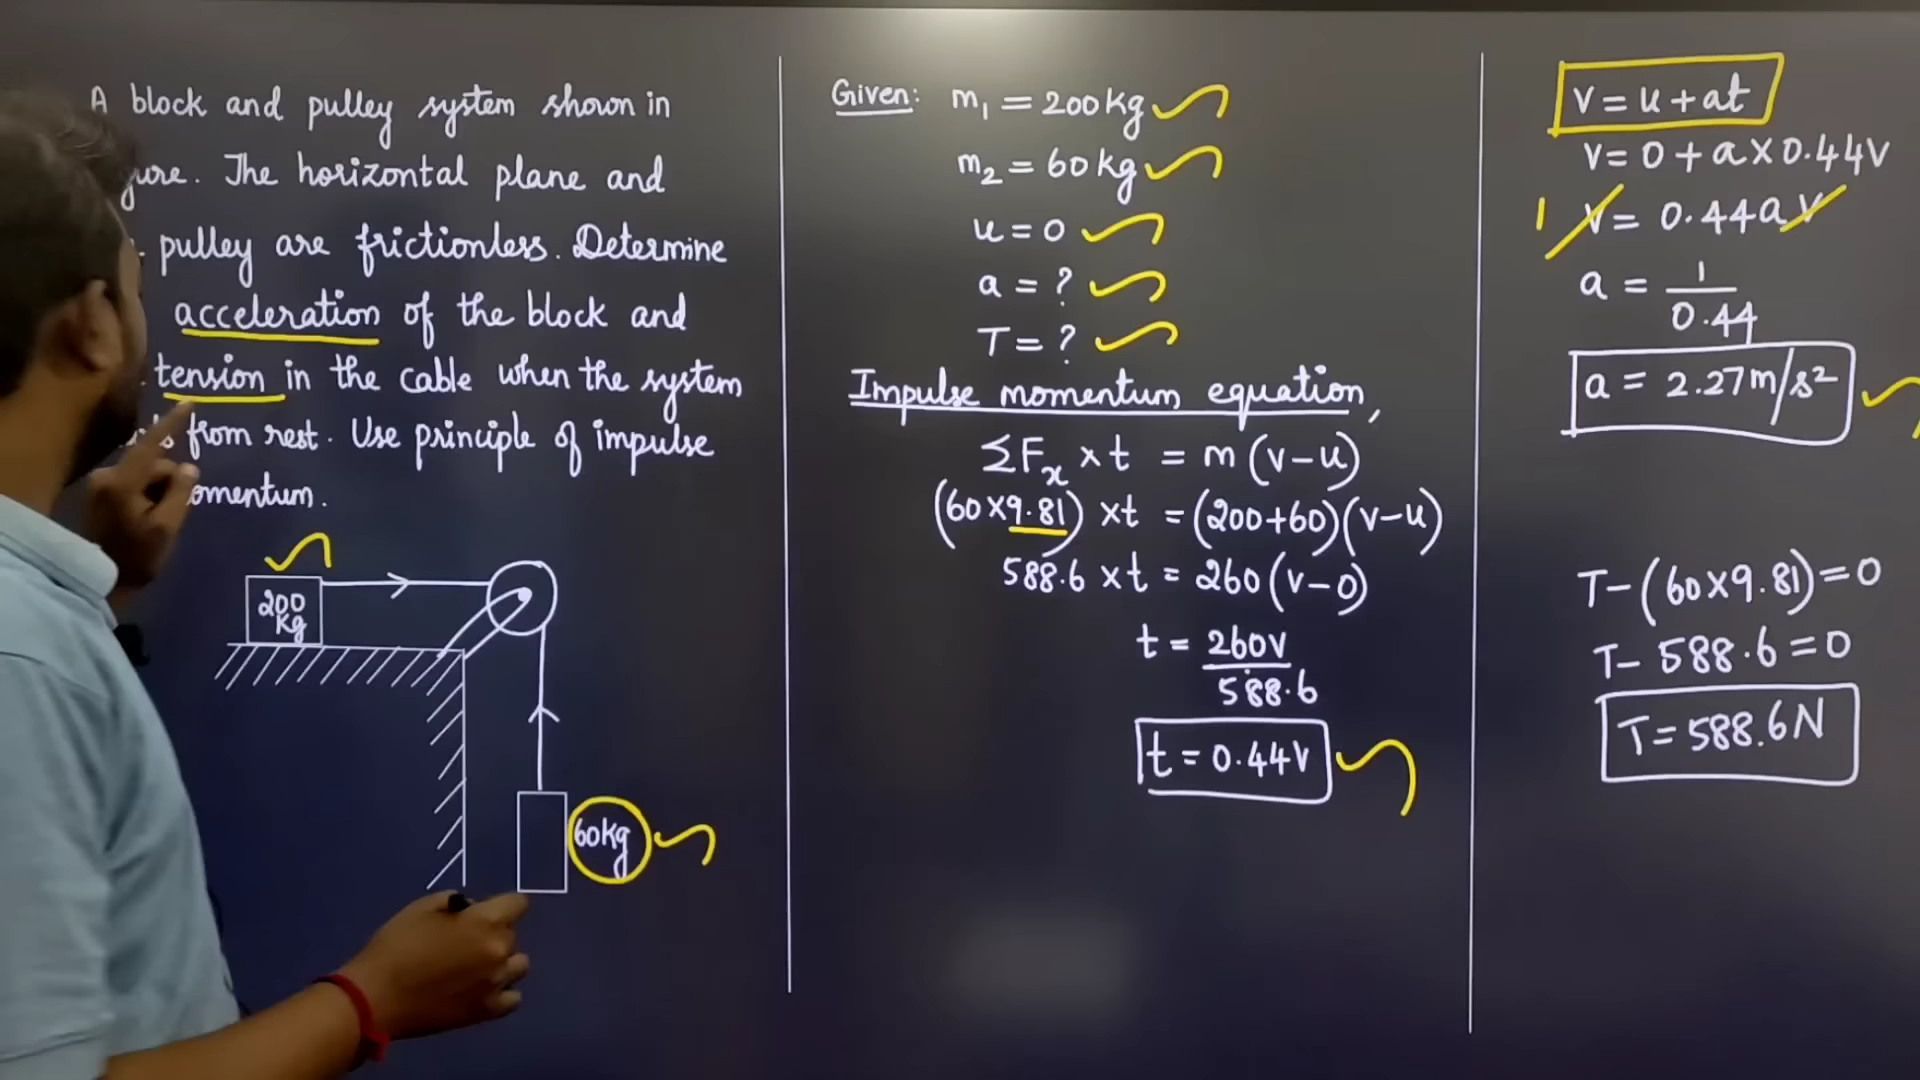 A block and pulley system shown in
gure. The horizontal plane and
pulley are frictionless. Determine
acceleration of the block and
tension in the cable when the system
from rest. Use principle of impulse
omentum.
200
kg
60kg
Given: m₁ = 200kg
m₂ = 60kg
u = 0
a = ?
T = ?
Impulse momentum equation,
ΣFₓ × t = m(v-u)
(60×9.81) × t = (200+60)(v-u)
588.6 × t = 260(v-0)
t = 260v
588.6
t = 0.44v
v = u + at
v = 0 + a × 0.44v
1 v = 0.44av
a = 1
0.44
a = 2.27m/s²
T-(60×9.81)=0
T-588.6=0
T=588.6N